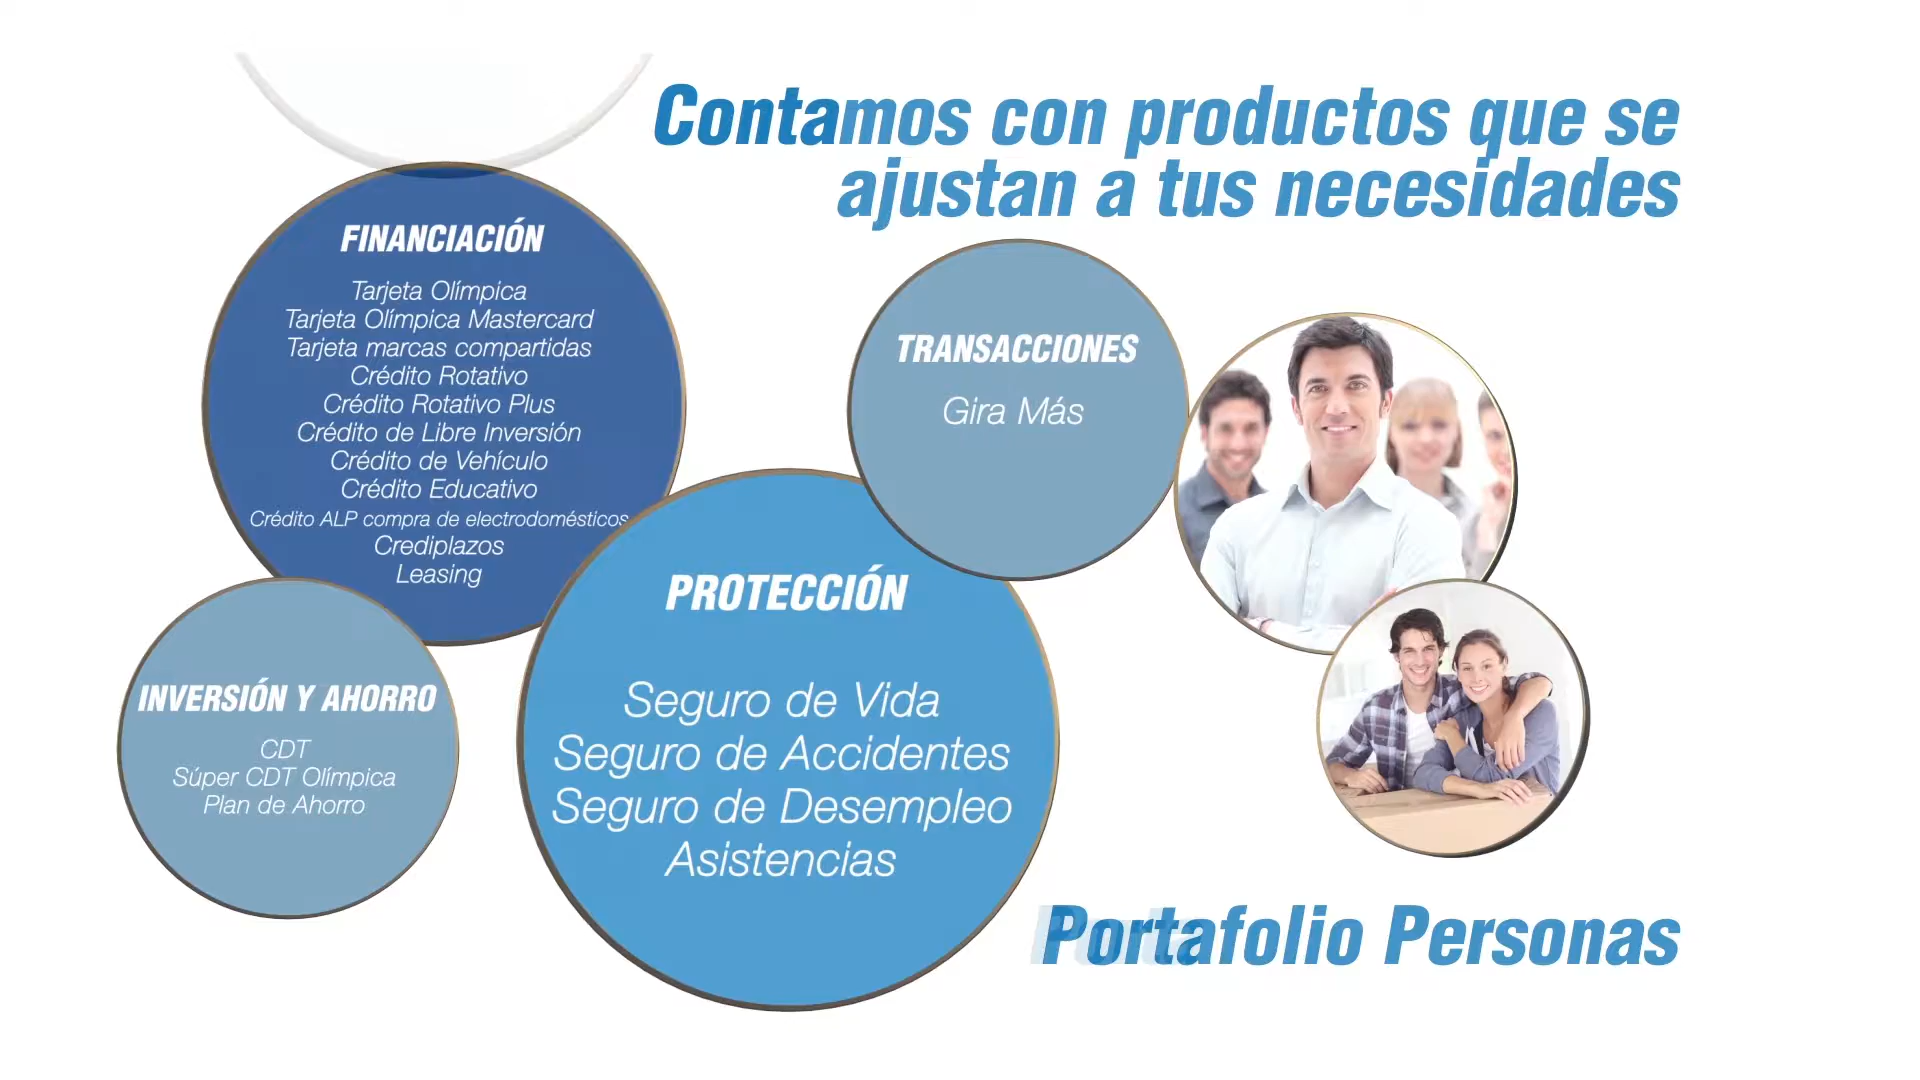 Contamos con productos que se
ajustan a tus necesidades
FINANCIACIÓN
Tarjeta Olímpica
Tarjeta Olímpica Mastercard
Tarjeta marcas compartidas
Crédito Rotativo
Crédito Rotativo Plus
Crédito de Libre Inversión
Crédito de Vehículo
Crédito Educativo
Crédito ALP compra de electrodomésticos
Crediplazos
Leasing
TRANSACCIONES
Gira Más
PROTECCIÓN
Seguro de Vida
Seguro de Accidentes
Seguro de Desempleo
Asistencias
INVERSIÓN Y AHORRO
CDT
Súper CDT Olímpica
Plan de Ahorro
Portafolio Personas